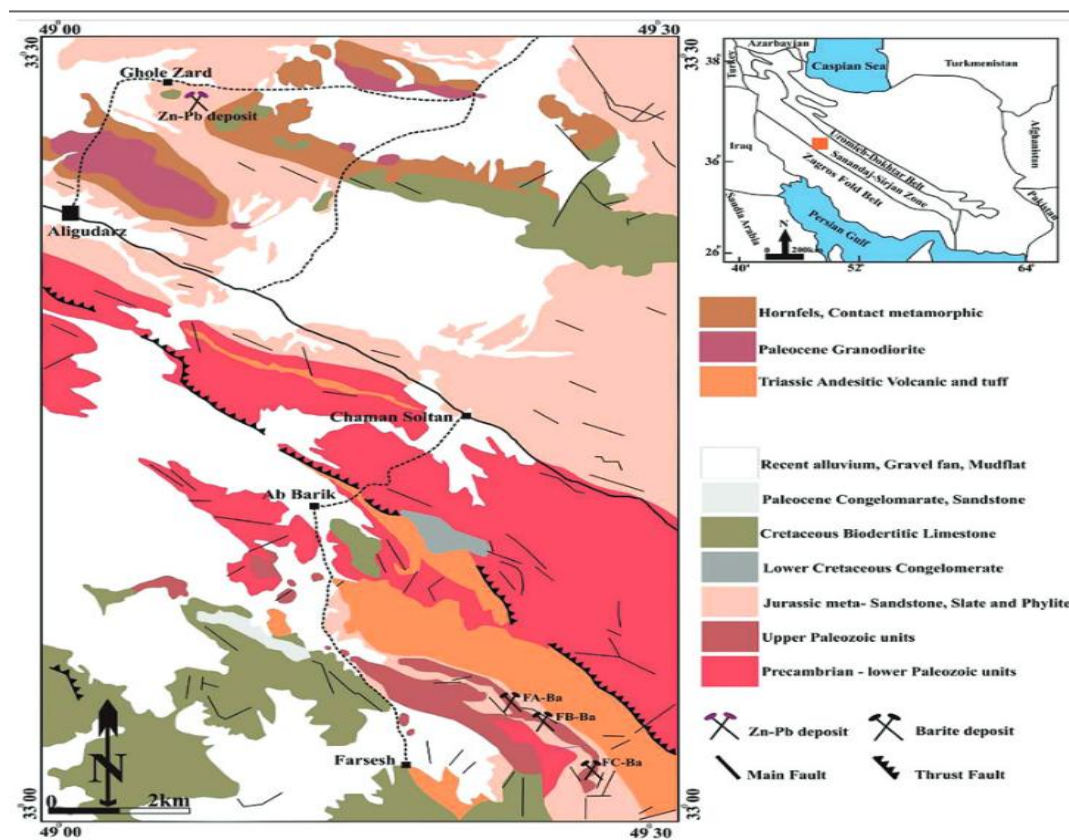 49°00
49°30
33°30
33°30
Ghole Zard
Zn-Pb deposit
Aligudarz
Chaman Soltan
Ab Barik
FA-Ba
FB-Ba
FC-Ba
Farsesh
N
0 2km
33°00
33°00
49°00
49°30
Azarbayjan
38°
Turkey
Caspian Sea
Turkmenistan
Uromieh-Dokhtar Belt
Sanandaj-Sirjan Zone
Zagros Fold Belt
Afghanistan
Iraq
36°
Pakistan
Saudia Arabia
Persian Gulf
N
0
26°
40°
52°
64°
Hornfels, Contact metamorphic
Paleocene Granodiorite
Triassic Andesitic Volcanic and tuff
Recent alluvium, Gravel fan, Mudflat
Paleocene Congelomarate, Sandstone
Cretaceous Biodertitic Limestone
Lower Cretaceous Congelomerate
Jurassic meta- Sandstone, Slate and Phylite
Upper Paleozoic units
Precambrian - lower Paleozoic units
Zn-Pb deposit
Barite deposit
Main Fault
Thrust Fault